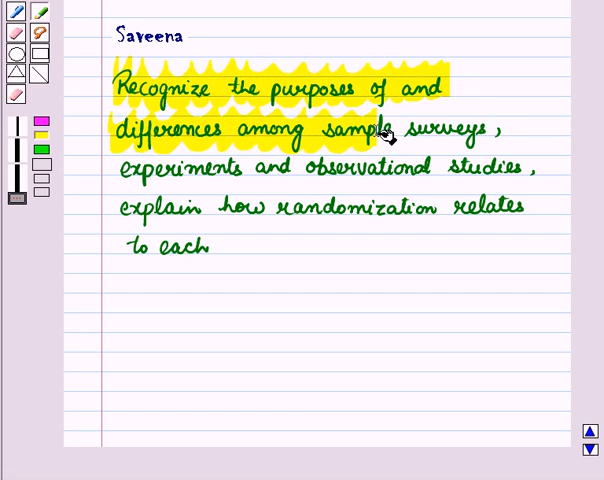 Saveena
Recognize the purposes of and
differences among sample surveys,
experiments and observational studies,
explain how randomization relates
to each